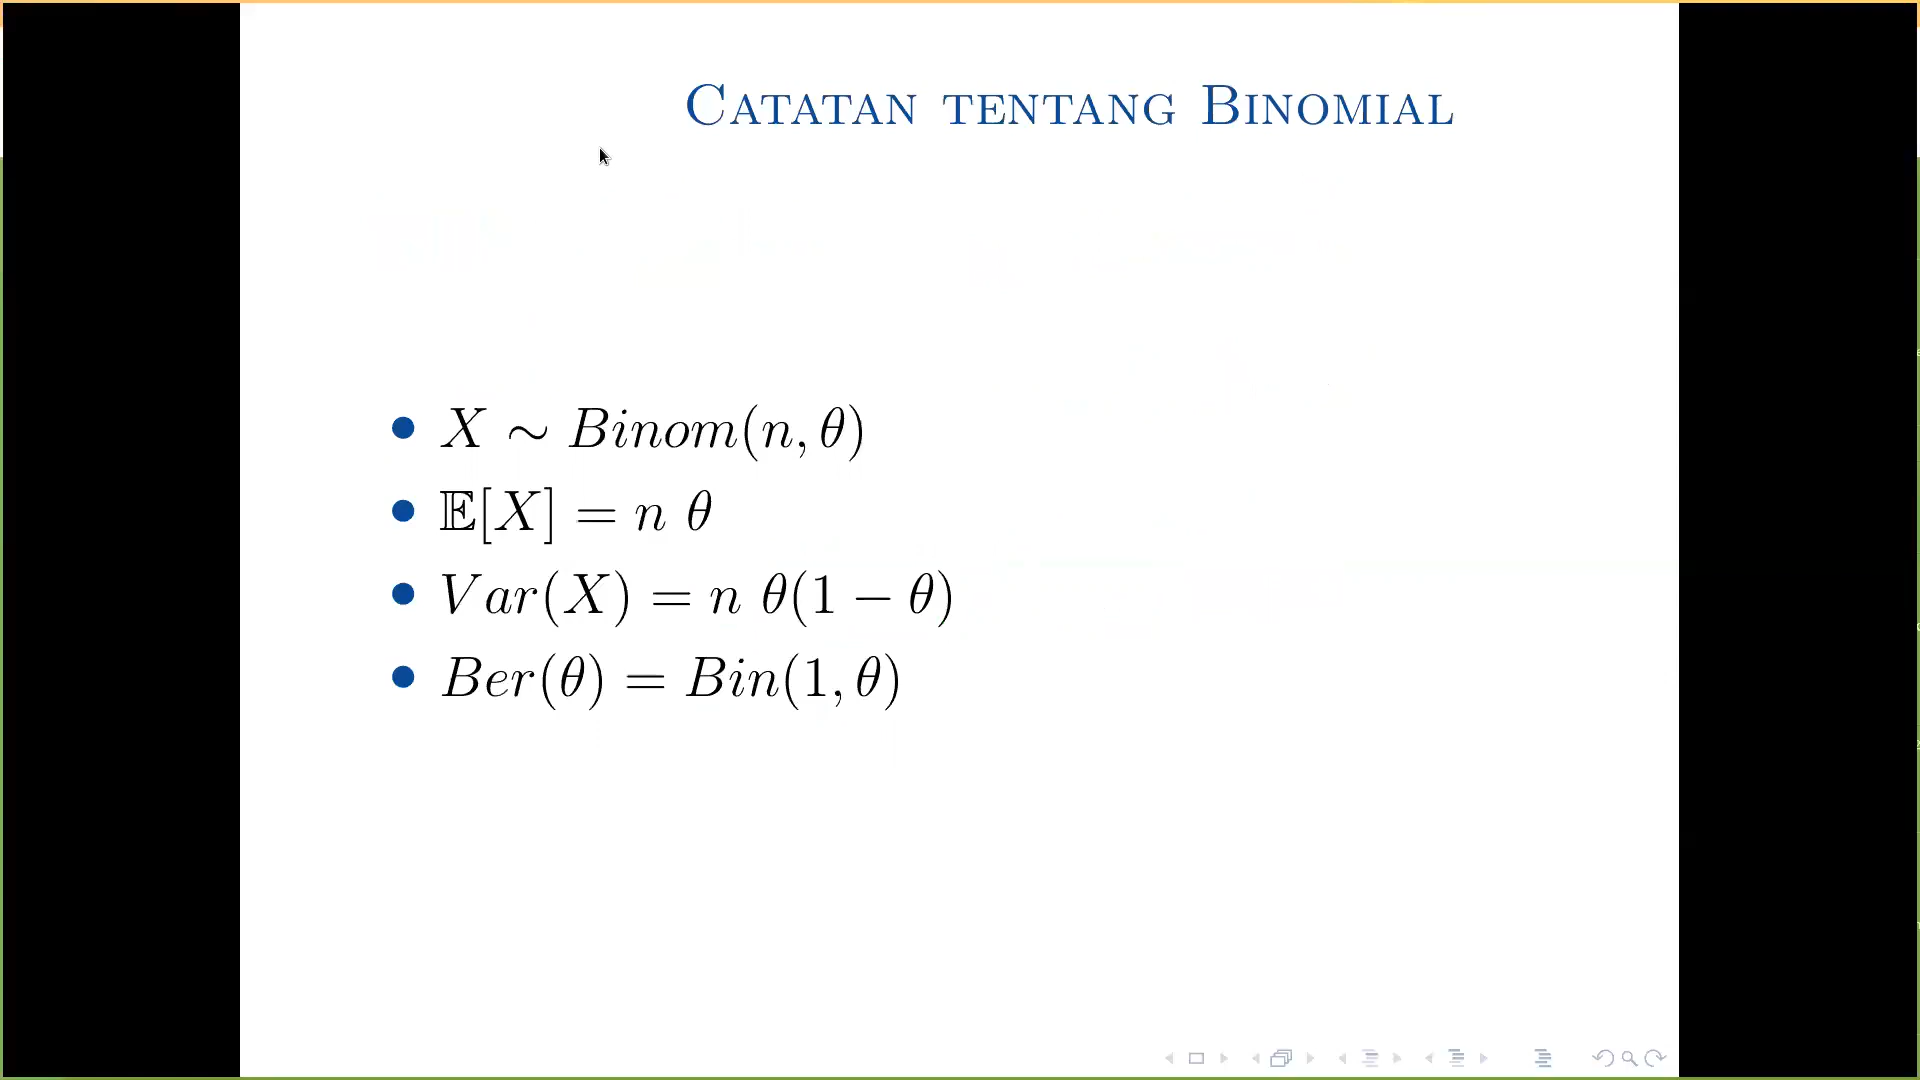 Catatan tentang Binomial
• X ∼ Binom(n, θ)
• 𝔼[X] = n θ
• Var(X) = n θ(1 − θ)
• Ber(θ) = Bin(1, θ)